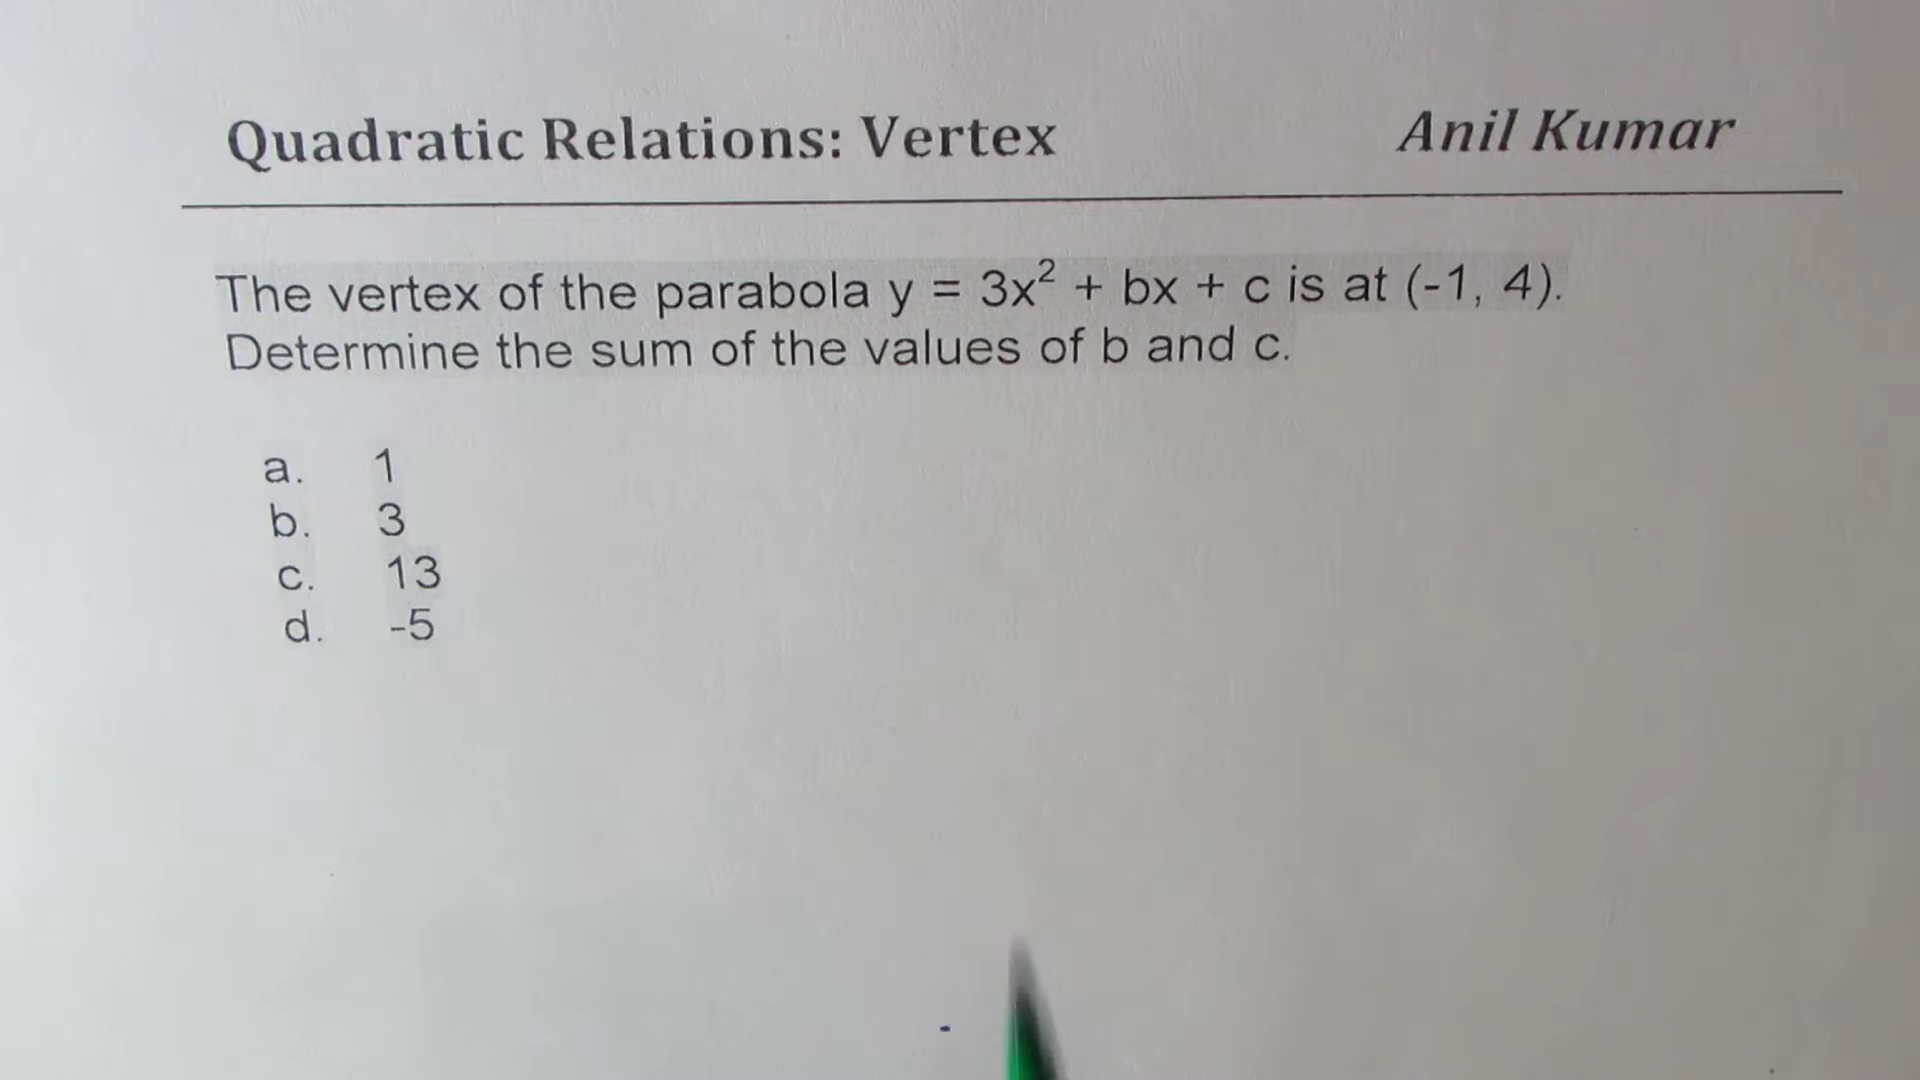 Quadratic Relations: Vertex
Anil Kumar
The vertex of the parabola y = 3x² + bx + c is at (-1, 4).
Determine the sum of the values of b and c.
a. 1
b. 3
c. 13
d. -5